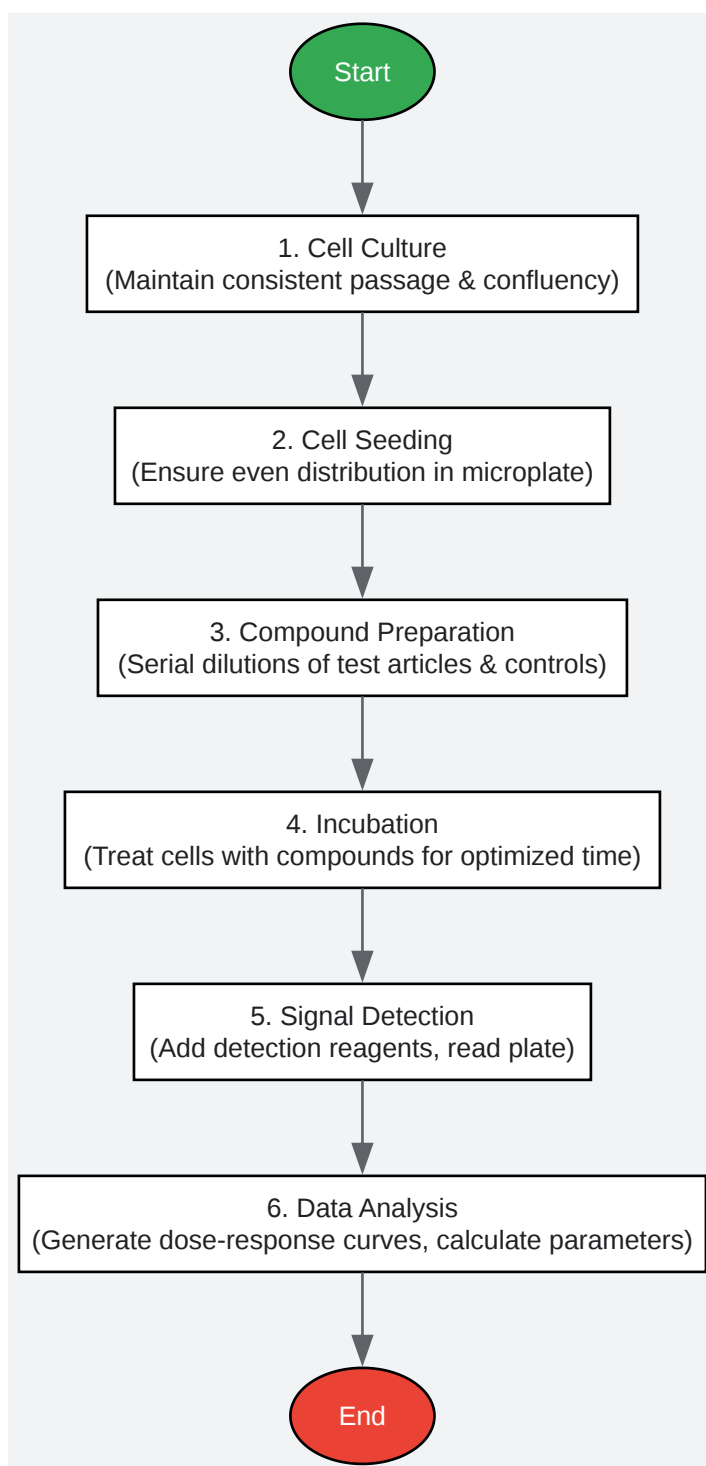 Start
1. Cell Culture
(Maintain consistent passage & confluency)
2. Cell Seeding
(Ensure even distribution in microplate)
3. Compound Preparation
(Serial dilutions of test articles & controls)
4. Incubation
(Treat cells with compounds for optimized time)
5. Signal Detection
(Add detection reagents, read plate)
6. Data Analysis
(Generate dose-response curves, calculate parameters)
End